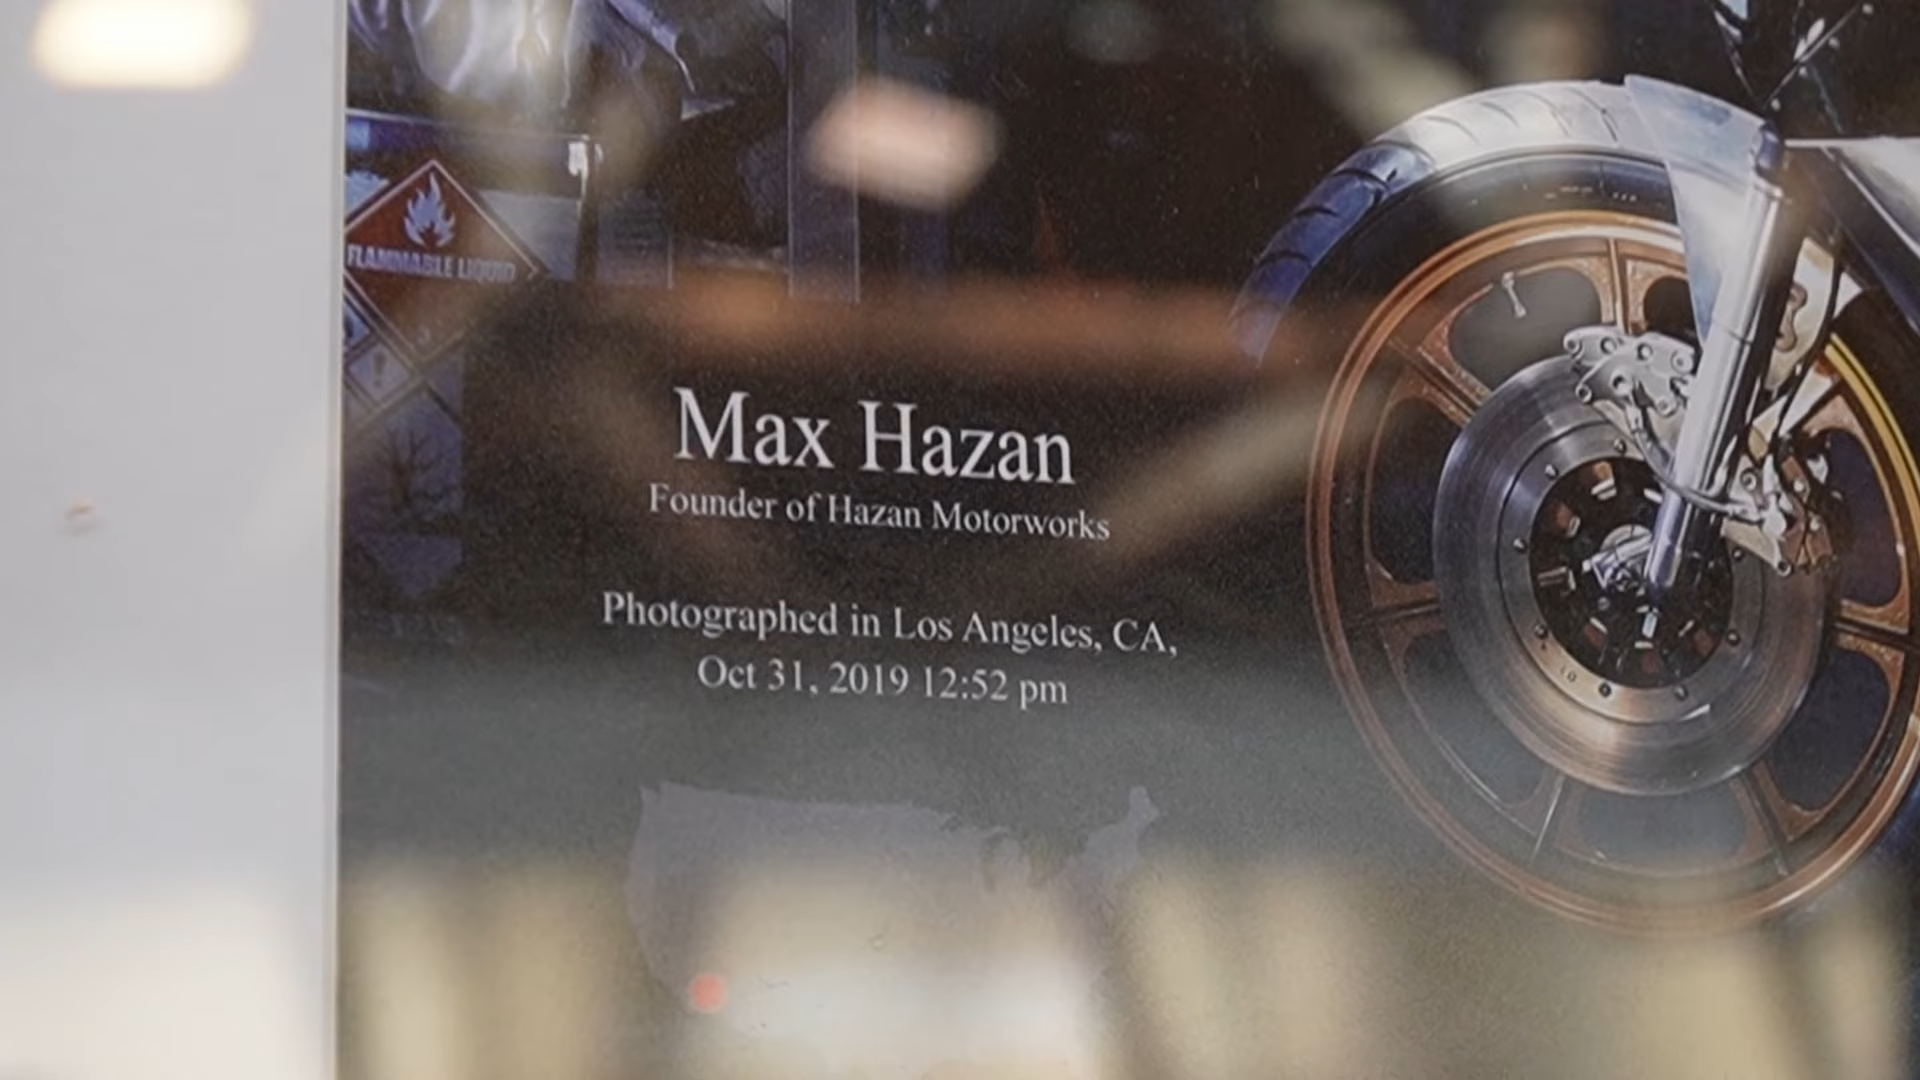 FLAMMABLE LIQUID
Max Hazan
Founder of Hazan Motorworks
Photographed in Los Angeles, CA,
Oct 31, 2019 12:52 pm